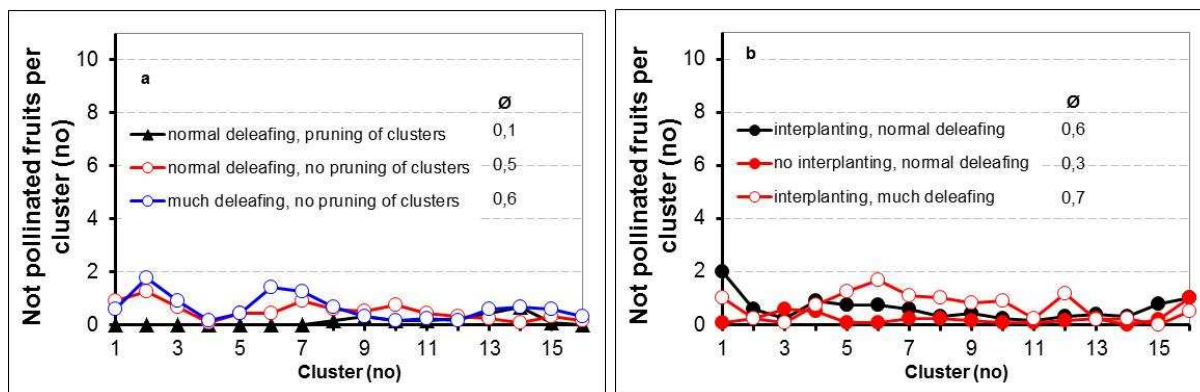 Not pollinated fruits per
cluster (no)
10
8
6
4
2
0
a
Ø
normal deleafing, pruning of clusters 0,1
normal deleafing, no pruning of clusters 0,5
much deleafing, no pruning of clusters 0,6
1 3 5 7 9 11 13 15
Cluster (no)
Not pollinated fruits per
cluster (no)
10
8
6
4
2
0
b
Ø
interplanting, normal deleafing 0,6
no interplanting, normal deleafing 0,3
interplanting, much deleafing 0,7
1 3 5 7 9 11 13 15
Cluster (no)